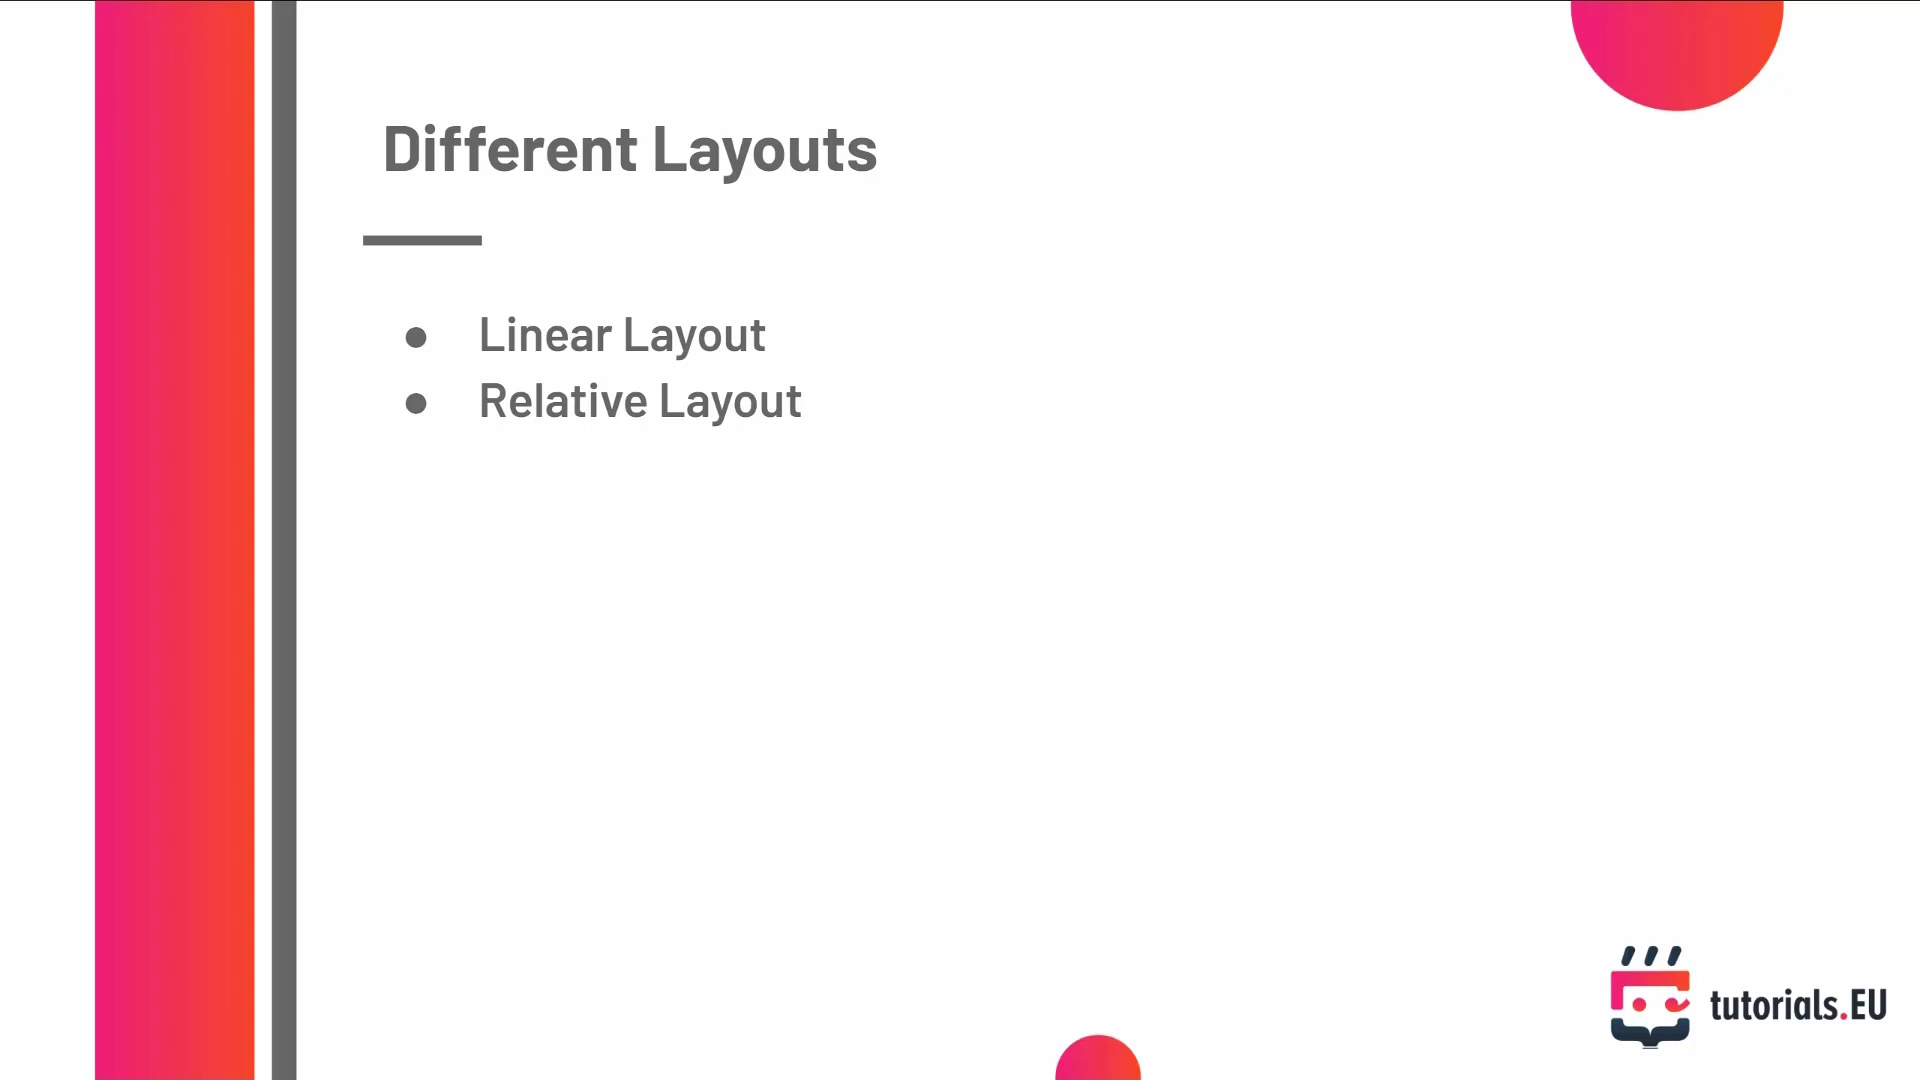 Different Layouts
● Linear Layout
● Relative Layout
tutorials.EU